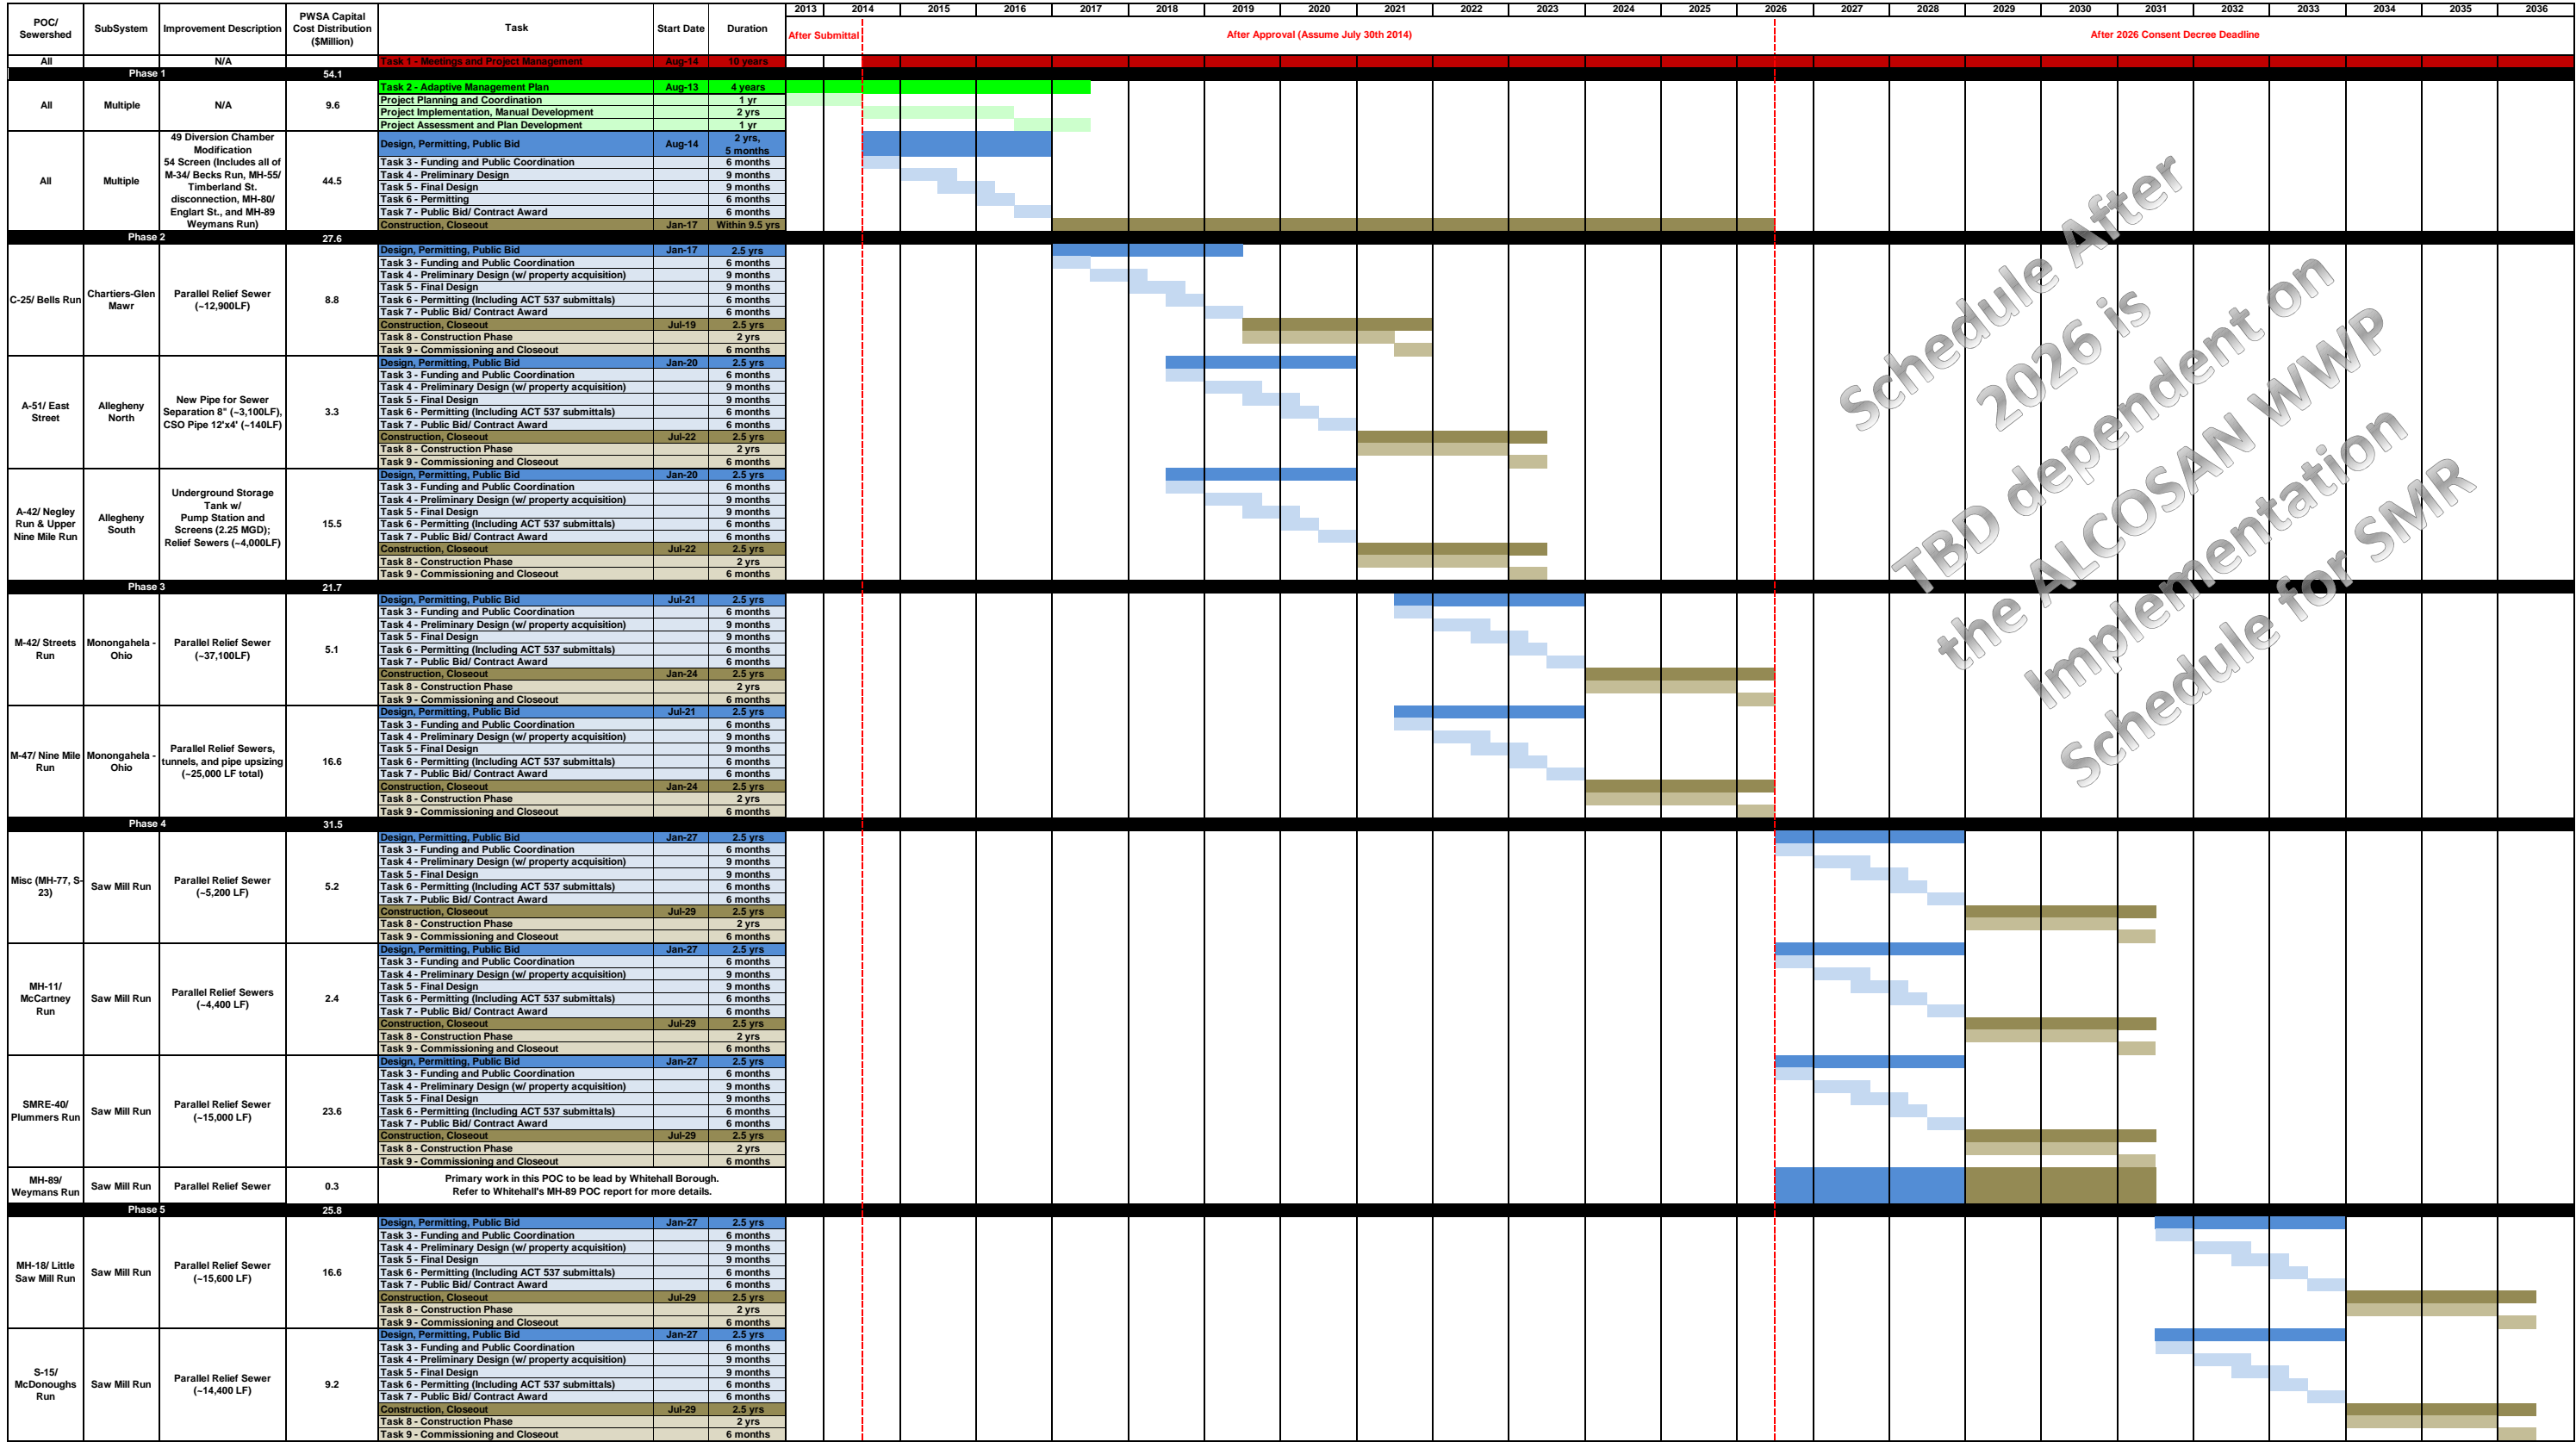 2013 2014 2015 2016 2017 2018 2019 2020 2021 2022 2023 2024 2025 2026 2027 2028 2029 2030 2031 2032 2033 2034 2035 2036
POC/ Sewershed SubSystem Improvement Description PWSA Capital Cost Distribution ($Million) Task Start Date Duration
After Submittal After Approval (Assume July 30th 2014) After 2026 Consent Decree Deadline
All N/A Task 1 - Meetings and Project Management Aug-14 10 years
Phase 1 54.1
All Multiple N/A 9.6
Task 2 - Adaptive Management Plan Aug-13 4 years
Project Planning and Coordination 1 yr
Project Implementation, Manual Development 2 yrs
Project Assessment and Plan Development 1 yr
All Multiple
49 Diversion Chamber
Modification
54 Screen (Includes all of
M-34/ Becks Run, MH-55/
Timberland St.
disconnection, MH-80/
Englart St., and MH-89
Weymans Run)
44.5
Design, Permitting, Public Bid Aug-14 2 yrs, 5 months
Task 3 - Funding and Public Coordination 6 months
Task 4 - Preliminary Design 9 months
Task 5 - Final Design 9 months
Task 6 - Permitting 6 months
Task 7 - Public Bid/ Contract Award 6 months
Construction, Closeout Jan-17 Within 9.5 yrs
Phase 2 27.6
C-25/ Bells Run Chartiers-Glen Mawr Parallel Relief Sewer (~12,900LF) 8.8
Design, Permitting, Public Bid Jan-17 2.5 yrs
Task 3 - Funding and Public Coordination 6 months
Task 4 - Preliminary Design (w/ property acquisition) 9 months
Task 5 - Final Design 9 months
Task 6 - Permitting (Including ACT 537 submittals) 6 months
Task 7 - Public Bid/ Contract Award 6 months
Construction, Closeout Jul-19 2.5 yrs
Task 8 - Construction Phase 2 yrs
Task 9 - Commissioning and Closeout 6 months
A-51/ East Street Allegheny North New Pipe for Sewer Separation 8" (~3,100LF), CSO Pipe 12'x4' (~140LF) 3.3
Design, Permitting, Public Bid Jan-20 2.5 yrs
Task 3 - Funding and Public Coordination 6 months
Task 4 - Preliminary Design (w/ property acquisition) 9 months
Task 5 - Final Design 9 months
Task 6 - Permitting (Including ACT 537 submittals) 6 months
Task 7 - Public Bid/ Contract Award 6 months
Construction, Closeout Jul-22 2.5 yrs
Task 8 - Construction Phase 2 yrs
Task 9 - Commissioning and Closeout 6 months
A-42/ Negley Run & Upper Nine Mile Run Allegheny South Underground Storage Tank w/ Pump Station and Screens (2.25 MGD); Relief Sewers (~4,000LF) 15.5
Design, Permitting, Public Bid Jan-20 2.5 yrs
Task 3 - Funding and Public Coordination 6 months
Task 4 - Preliminary Design (w/ property acquisition) 9 months
Task 5 - Final Design 9 months
Task 6 - Permitting (Including ACT 537 submittals) 6 months
Task 7 - Public Bid/ Contract Award 6 months
Construction, Closeout Jul-22 2.5 yrs
Task 8 - Construction Phase 2 yrs
Task 9 - Commissioning and Closeout 6 months
Phase 3 21.7
M-42/ Streets Run Monongahela - Ohio Parallel Relief Sewer (~37,100LF) 5.1
Design, Permitting, Public Bid Jul-21 2.5 yrs
Task 3 - Funding and Public Coordination 6 months
Task 4 - Preliminary Design (w/ property acquisition) 9 months
Task 5 - Final Design 9 months
Task 6 - Permitting (Including ACT 537 submittals) 6 months
Task 7 - Public Bid/ Contract Award 6 months
Construction, Closeout Jan-24 2.5 yrs
Task 8 - Construction Phase 2 yrs
Task 9 - Commissioning and Closeout 6 months
M-47/ Nine Mile Run Monongahela - Ohio Parallel Relief Sewers, tunnels, and pipe upsizing (~25,000 LF total) 16.6
Design, Permitting, Public Bid Jul-21 2.5 yrs
Task 3 - Funding and Public Coordination 6 months
Task 4 - Preliminary Design (w/ property acquisition) 9 months
Task 5 - Final Design 9 months
Task 6 - Permitting (Including ACT 537 submittals) 6 months
Task 7 - Public Bid/ Contract Award 6 months
Construction, Closeout Jan-24 2.5 yrs
Task 8 - Construction Phase 2 yrs
Task 9 - Commissioning and Closeout 6 months
Phase 4 31.5
Misc (MH-77, S-23) Saw Mill Run Parallel Relief Sewer (~5,200 LF) 5.2
Design, Permitting, Public Bid Jan-27 2.5 yrs
Task 3 - Funding and Public Coordination 6 months
Task 4 - Preliminary Design (w/ property acquisition) 9 months
Task 5 - Final Design 9 months
Task 6 - Permitting (Including ACT 537 submittals) 6 months
Task 7 - Public Bid/ Contract Award 6 months
Construction, Closeout Jul-29 2.5 yrs
Task 8 - Construction Phase 2 yrs
Task 9 - Commissioning and Closeout 6 months
MH-11/ McCartney Run Saw Mill Run Parallel Relief Sewers (~4,400 LF) 2.4
Design, Permitting, Public Bid Jan-27 2.5 yrs
Task 3 - Funding and Public Coordination 6 months
Task 4 - Preliminary Design (w/ property acquisition) 9 months
Task 5 - Final Design 9 months
Task 6 - Permitting (Including ACT 537 submittals) 6 months
Task 7 - Public Bid/ Contract Award 6 months
Construction, Closeout Jul-29 2.5 yrs
Task 8 - Construction Phase 2 yrs
Task 9 - Commissioning and Closeout 6 months
SMRE-40/ Plummers Run Saw Mill Run Parallel Relief Sewer (~15,000 LF) 23.6
Design, Permitting, Public Bid Jan-27 2.5 yrs
Task 3 - Funding and Public Coordination 6 months
Task 4 - Preliminary Design (w/ property acquisition) 9 months
Task 5 - Final Design 9 months
Task 6 - Permitting (Including ACT 537 submittals) 6 months
Task 7 - Public Bid/ Contract Award 6 months
Construction, Closeout Jul-29 2.5 yrs
Task 8 - Construction Phase 2 yrs
Task 9 - Commissioning and Closeout 6 months
MH-89/ Weymans Run Saw Mill Run Parallel Relief Sewer 0.3
Primary work in this POC to be lead by Whitehall Borough.
Refer to Whitehall's MH-89 POC report for more details.
Phase 5 25.8
MH-18/ Little Saw Mill Run Saw Mill Run Parallel Relief Sewer (~15,600 LF) 16.6
Design, Permitting, Public Bid Jan-27 2.5 yrs
Task 3 - Funding and Public Coordination 6 months
Task 4 - Preliminary Design (w/ property acquisition) 9 months
Task 5 - Final Design 9 months
Task 6 - Permitting (Including ACT 537 submittals) 6 months
Task 7 - Public Bid/ Contract Award 6 months
Construction, Closeout Jul-29 2.5 yrs
Task 8 - Construction Phase 2 yrs
Task 9 - Commissioning and Closeout 6 months
S-15/ McDonoughs Run Saw Mill Run Parallel Relief Sewer (~14,400 LF) 9.2
Design, Permitting, Public Bid Jan-27 2.5 yrs
Task 3 - Funding and Public Coordination 6 months
Task 4 - Preliminary Design (w/ property acquisition) 9 months
Task 5 - Final Design 9 months
Task 6 - Permitting (Including ACT 537 submittals) 6 months
Task 7 - Public Bid/ Contract Award 6 months
Construction, Closeout Jul-29 2.5 yrs
Task 8 - Construction Phase 2 yrs
Task 9 - Commissioning and Closeout 6 months
Schedule After
2026 is
TBD dependent on
the ALCOSAN WWP
Implementation
Schedule for SMR